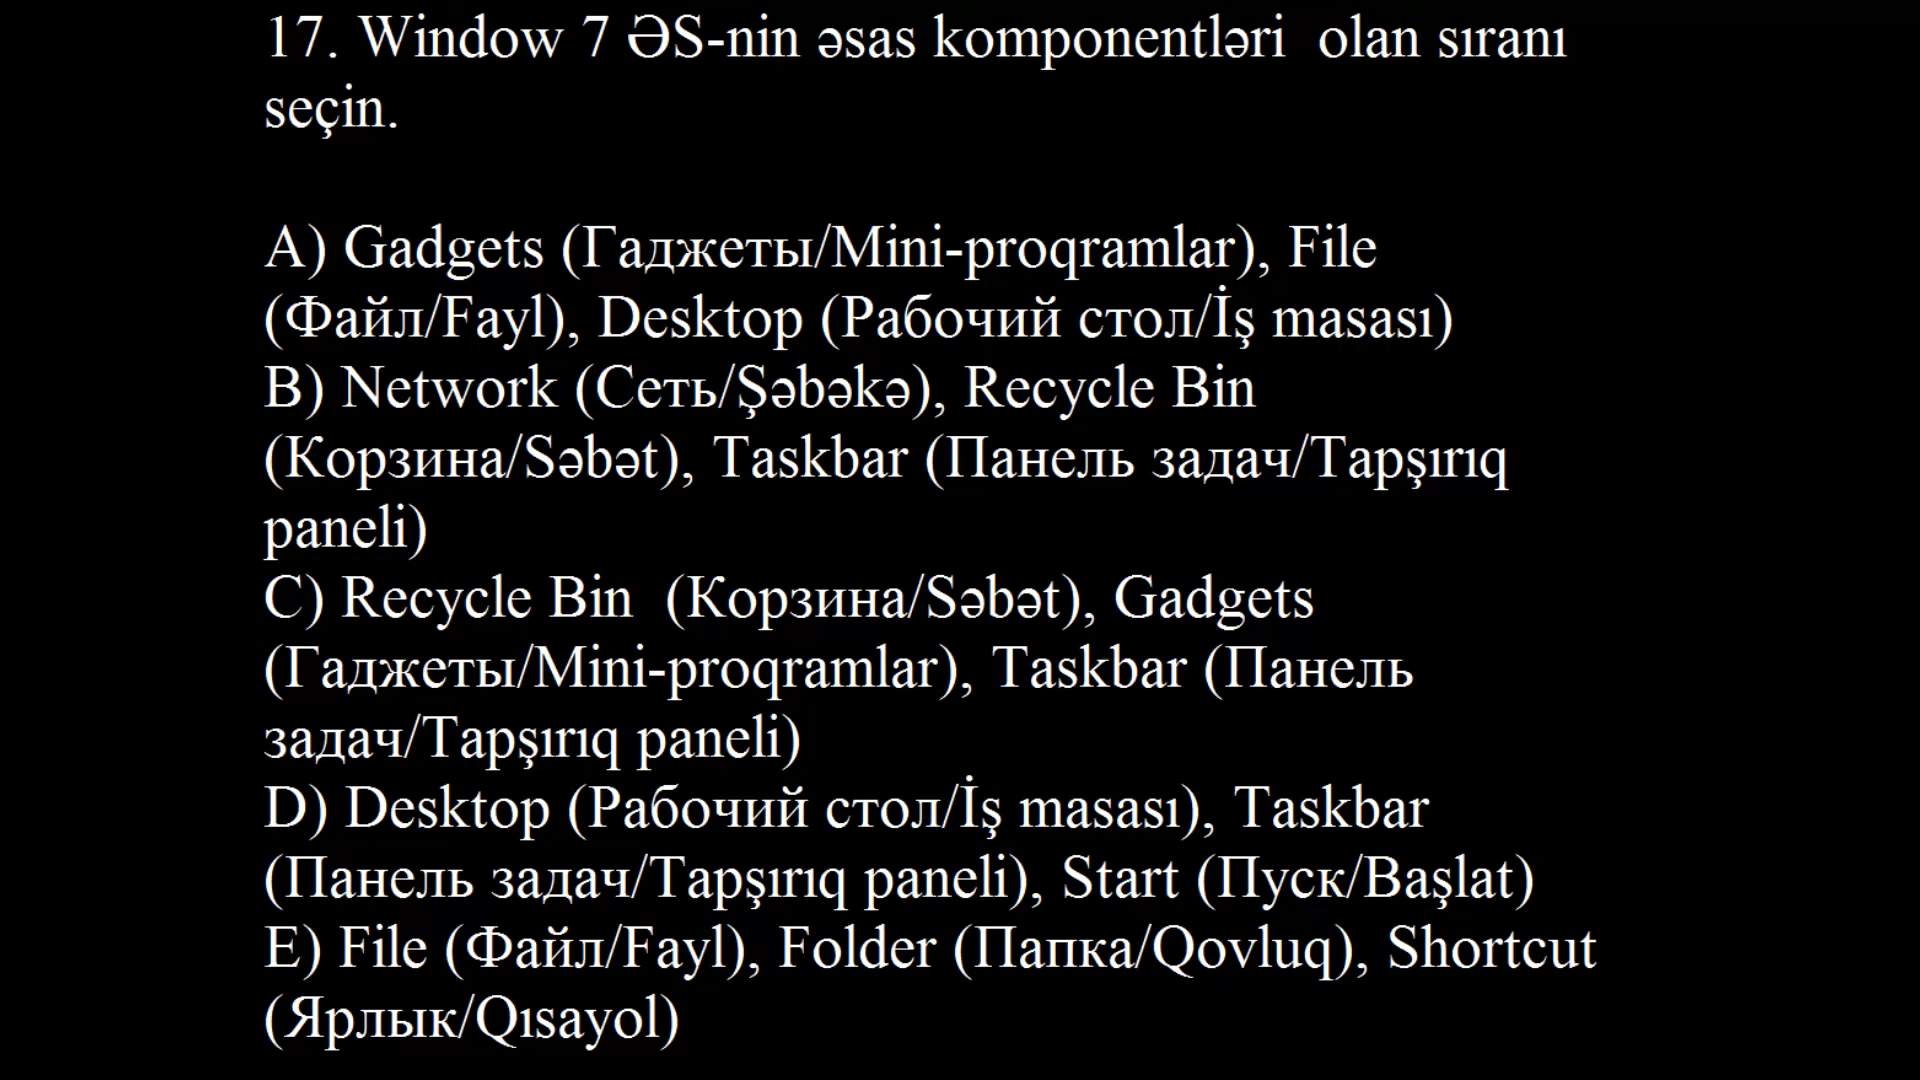 17. Window 7 ƏS-nin əsas komponentləri  olan sıranı
seçin.
A) Gadgets (Гаджеты/Mini-proqramlar), File
(Файл/Fayl), Desktop (Рабочий стол/İş masası)
B) Network (Сеть/Şəbəkə), Recycle Bin
(Корзина/Səbət), Taskbar (Панель задач/Tapşırıq
paneli)
C) Recycle Bin  (Корзина/Səbət), Gadgets
(Гаджеты/Mini-proqramlar), Taskbar (Панель
задач/Tapşırıq paneli)
D) Desktop (Рабочий стол/İş masası), Taskbar
(Панель задач/Tapşırıq paneli), Start (Пуск/Başlat)
E) File (Файл/Fayl), Folder (Папка/Qovluq), Shortcut
(Ярлык/Qısayol)